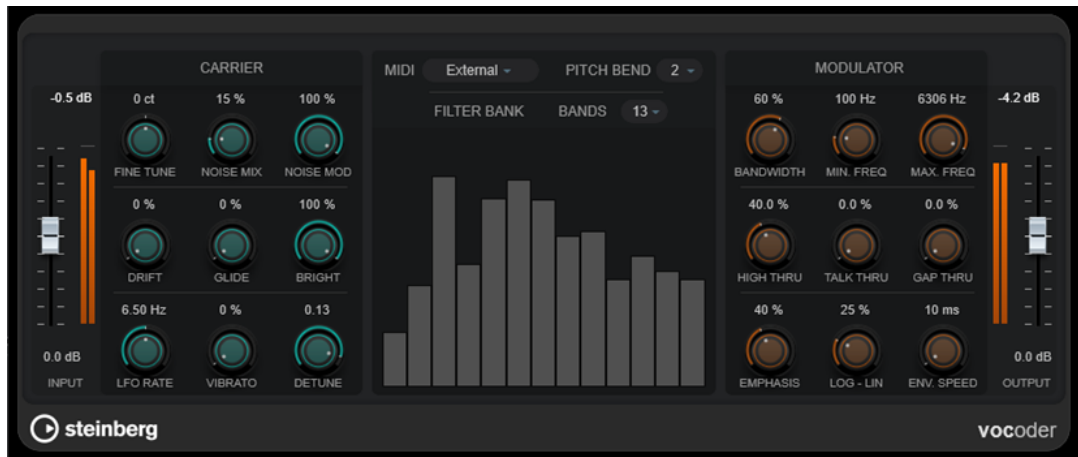 CARRIER
MIDI External PITCH BEND 2
MODULATOR
-0.5 dB 0 ct 15 % 100 %
FILTER BANK BANDS 13
60 % 100 Hz 6306 Hz -4.2 dB
FINE TUNE NOISE MIX NOISE MOD
BANDWIDTH MIN. FREQ MAX. FREQ
0 % 0 % 100 %
40.0 % 0.0 % 0.0 %
DRIFT GLIDE BRIGHT
HIGH THRU TALK THRU GAP THRU
6.50 Hz 0 % 0.13
40 % 25 % 10 ms
0.0 dB
0.0 dB
INPUT LFO RATE VIBRATO DETUNE
EMPHASIS LOG - LIN ENV. SPEED OUTPUT
steinberg
vocoder